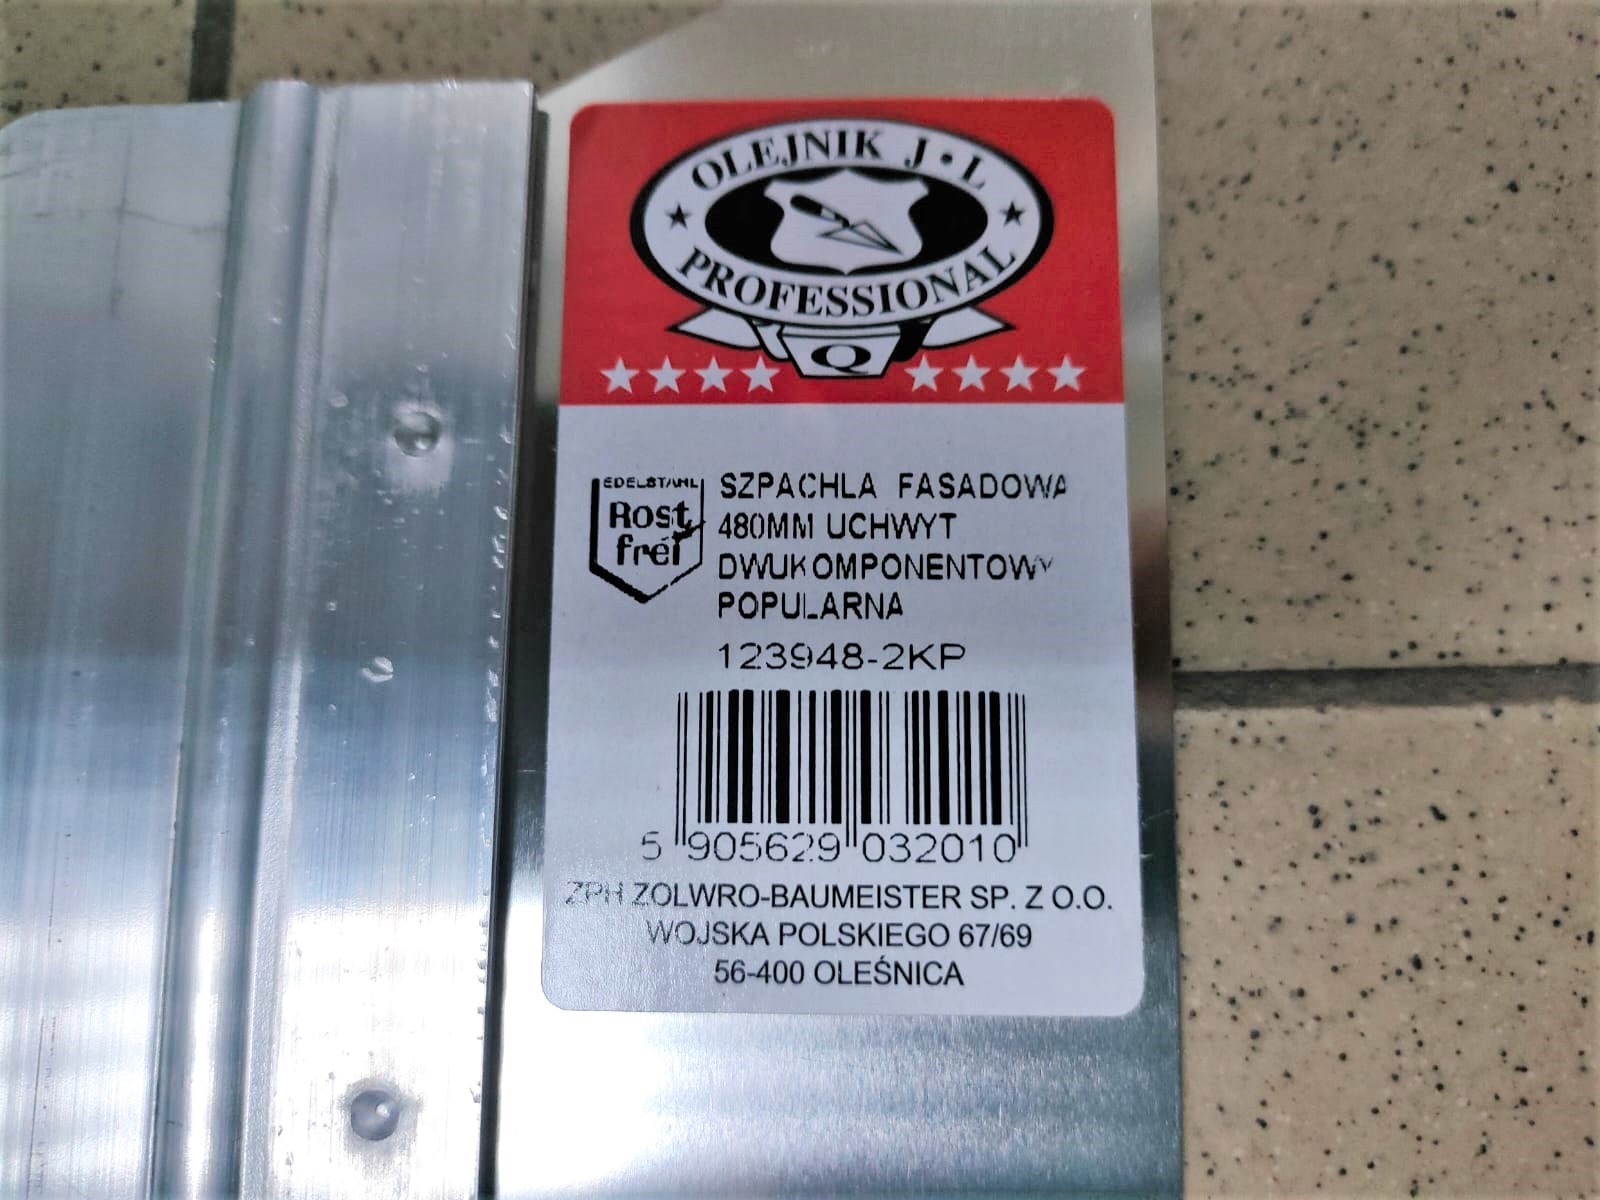 OLEJNIK J•L
PROFESSIONAL
Q
EDELSTAHL
Rost
frei
SZPACHLA FASADOWA
480MM UCHWYT
DWUKOMPONENTOWY
POPULARNA
123948-2KP
5 905629 032010
ZPH ZOLWRO-BAUMEISTER SP. Z O.O.
WOJSKA POLSKIEGO 67/69
56-400 OLEŚNICA